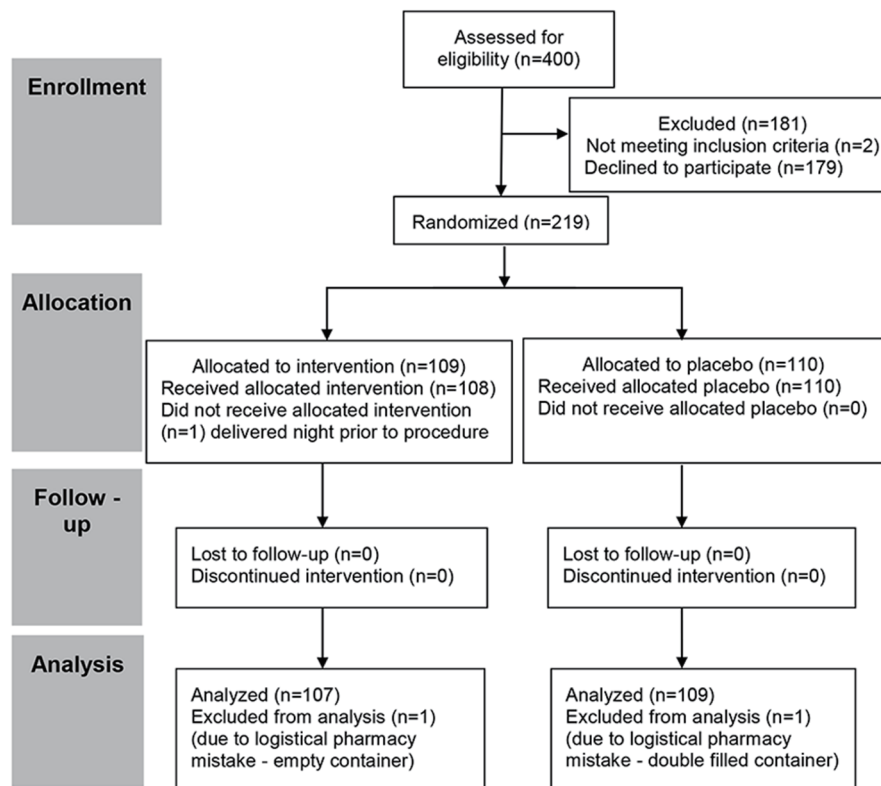 Enrollment
Assessed for
eligibility (n=400)
Excluded (n=181)
Not meeting inclusion criteria (n=2)
Declined to participate (n=179)
Randomized (n=219)
Allocation
Allocated to intervention (n=109)
Received allocated intervention (n=108)
Did not receive allocated intervention
(n=1) delivered night prior to procedure
Allocated to placebo (n=110)
Received allocated placebo (n=110)
Did not receive allocated placebo (n=0)
Follow -
up
Lost to follow-up (n=0)
Discontinued intervention (n=0)
Lost to follow-up (n=0)
Discontinued intervention (n=0)
Analysis
Analyzed (n=107)
Excluded from analysis (n=1)
(due to logistical pharmacy
mistake - empty container)
Analyzed (n=109)
Excluded from analysis (n=1)
(due to logistical pharmacy
mistake - double filled container)